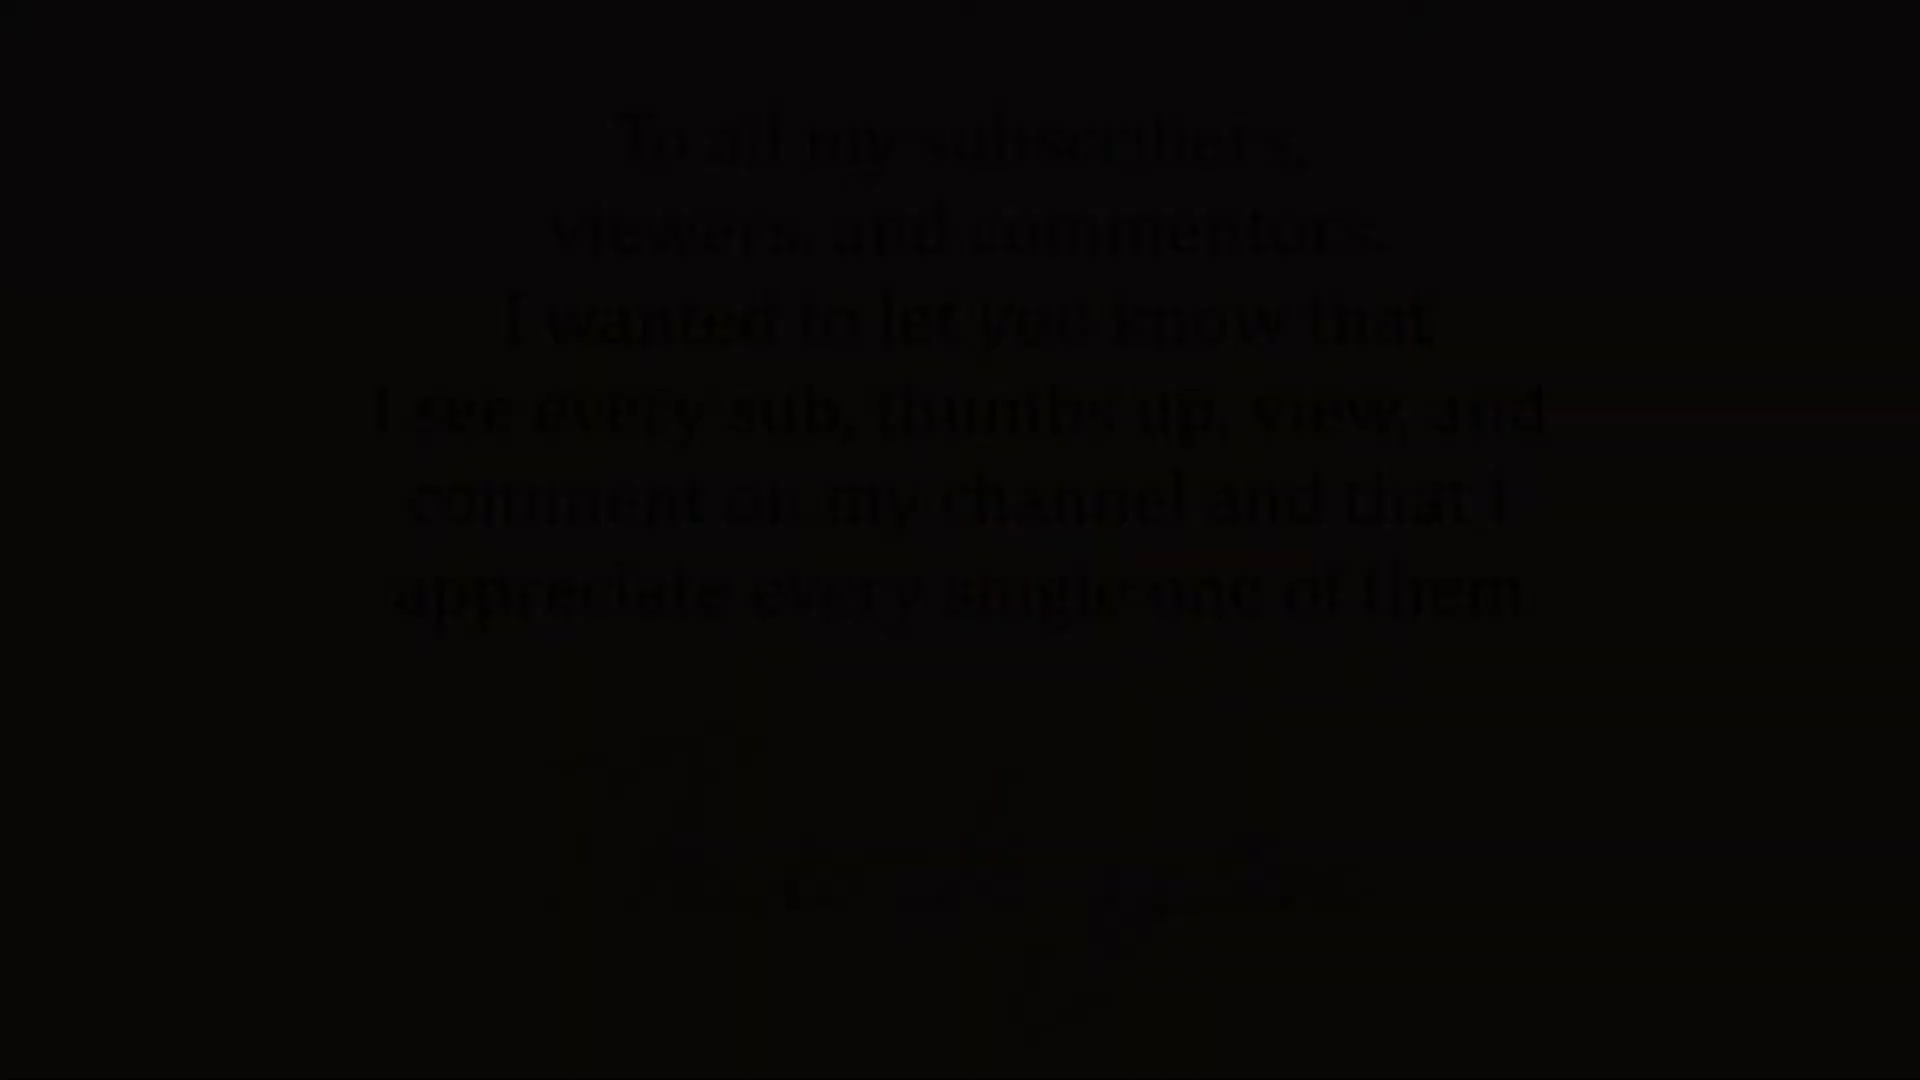 To all my subscribers,
viewers, and commentors.
I wanted to let you know that
I see every sub, thumbs up, view, and
comment on my channel and that I
appreciate every single one of them